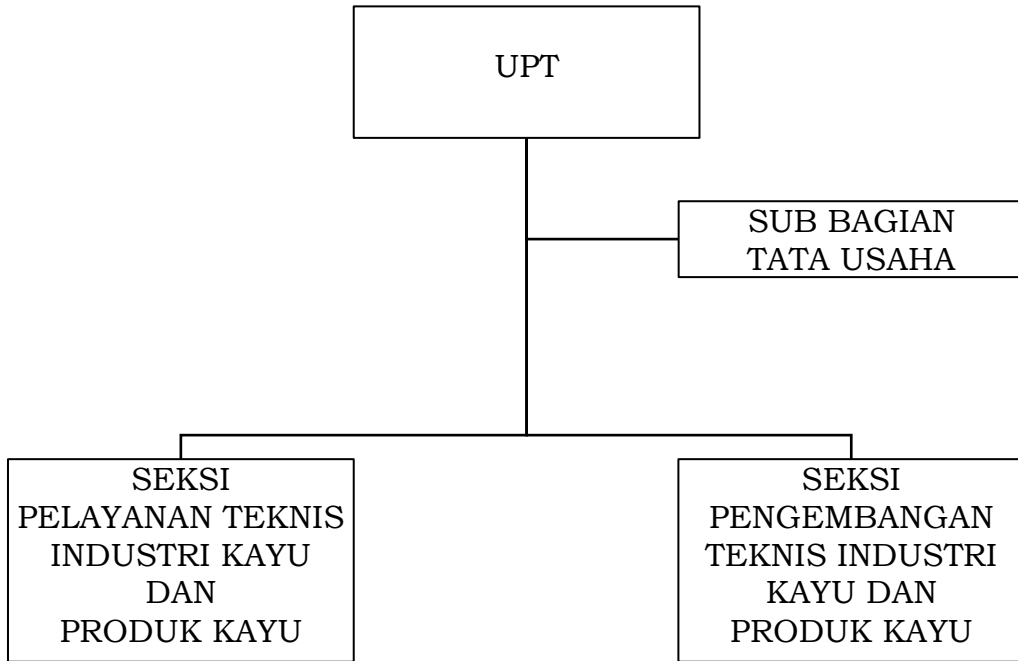 UPT
SUB BAGIAN
TATA USAHA
SEKSI
PELAYANAN TEKNIS
INDUSTRI KAYU
DAN
PRODUK KAYU
SEKSI
PENGEMBANGAN
TEKNIS INDUSTRI
KAYU DAN
PRODUK KAYU